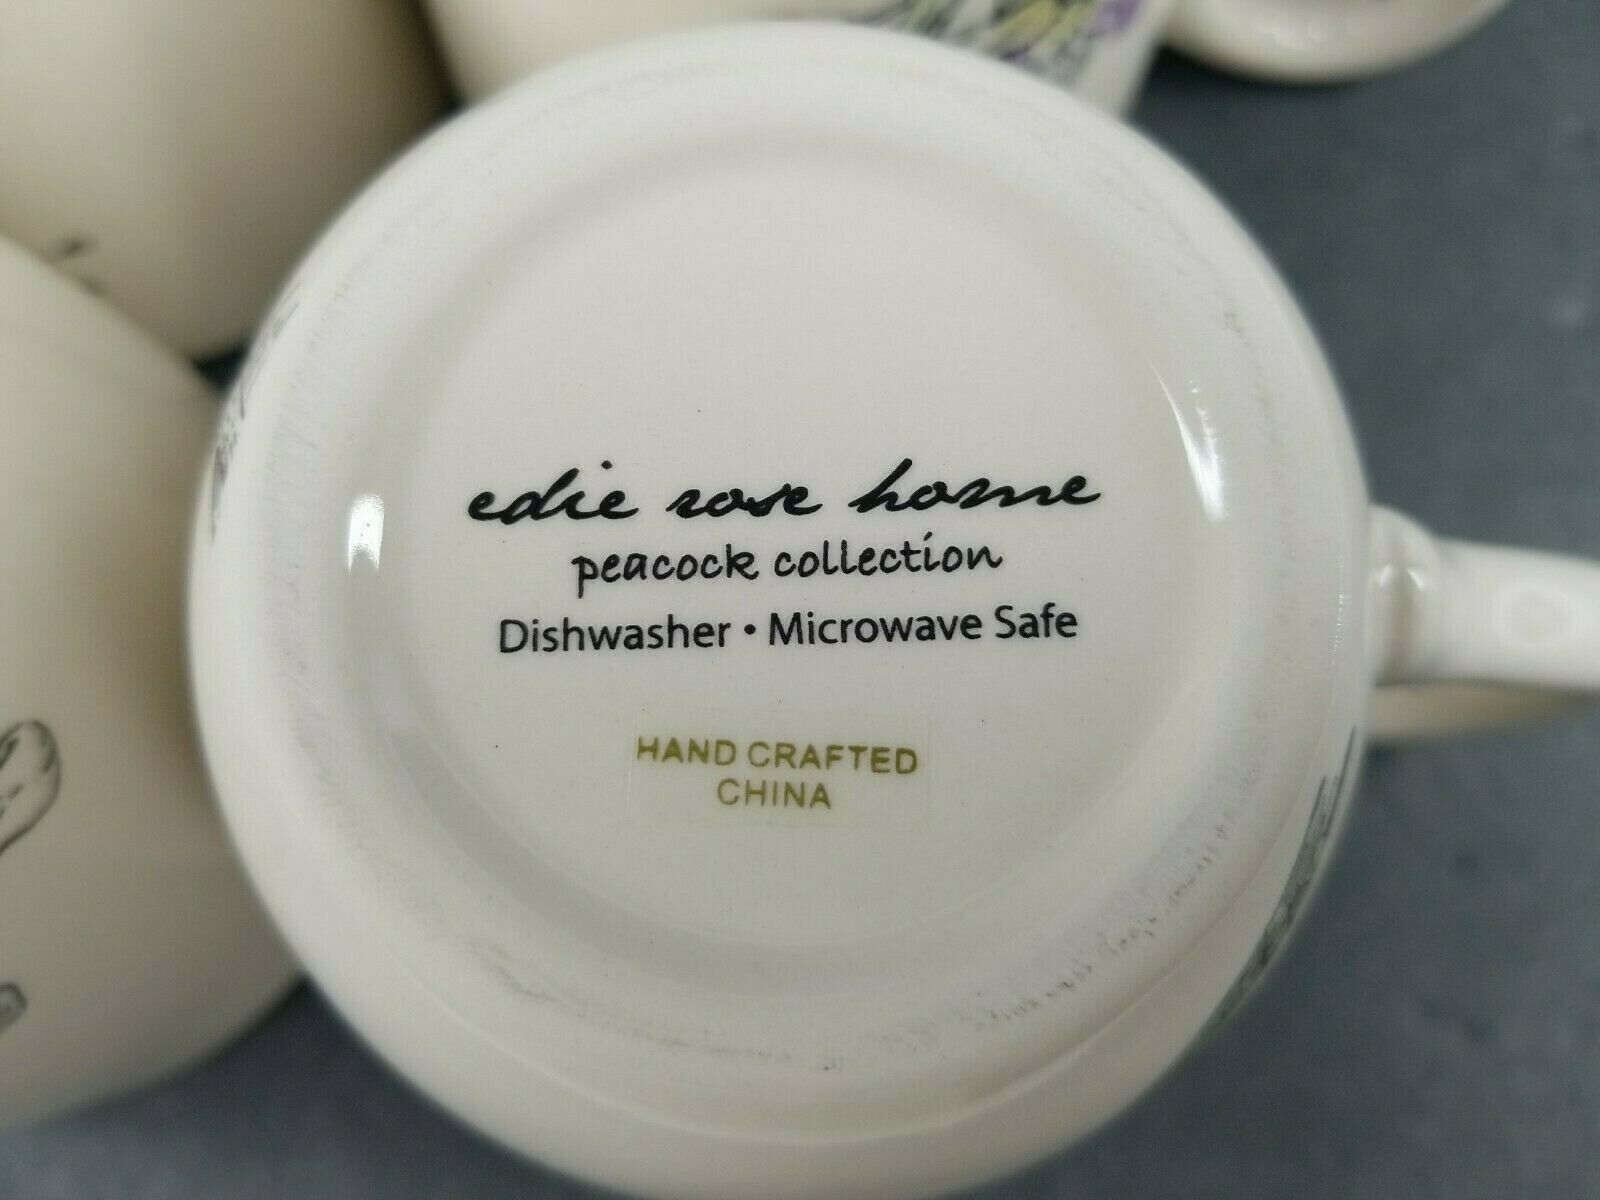 edie rose home
peacock collection
Dishwasher • Microwave Safe
HAND CRAFTED
CHINA